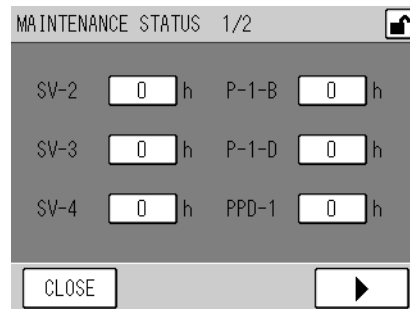 MAINTENANCE STATUS 1/2
SV-2 0 h P-1-B 0 h
SV-3 0 h P-1-D 0 h
SV-4 0 h PPD-1 0 h
CLOSE